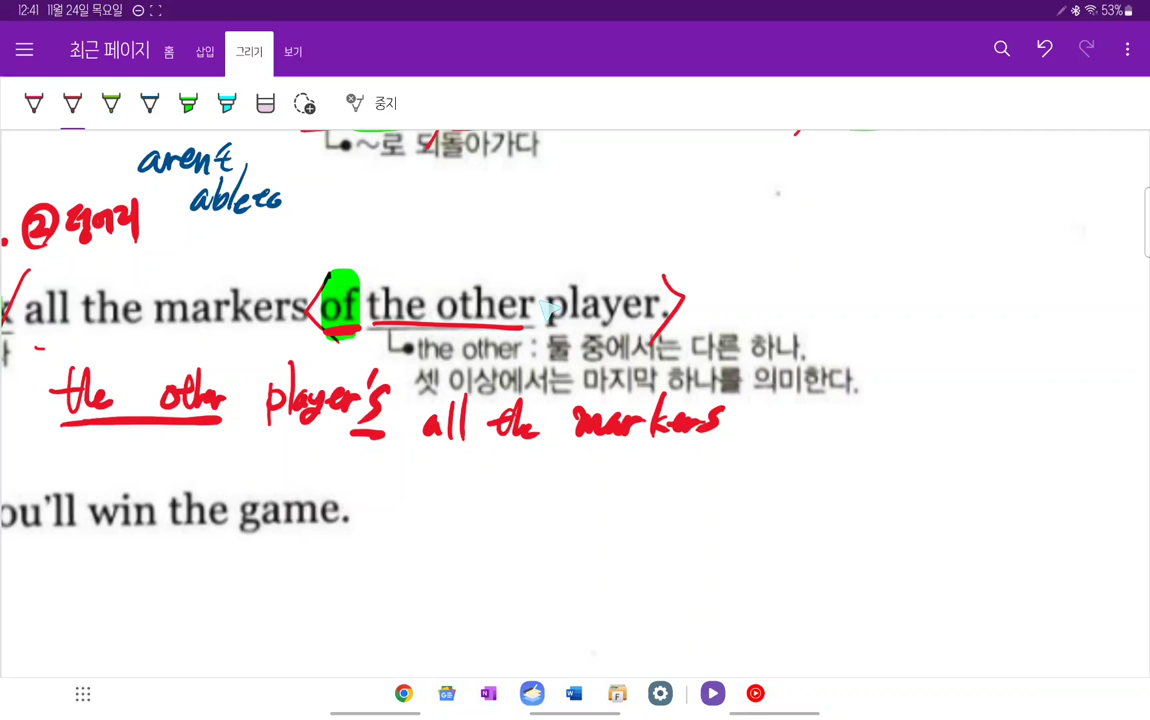 12:41 11월 24일 목요일
53%
최근 페이지 홈 삽입 그리기 보기
중지
~로 되돌아가다
aren't
able to
② 덩어리
all the markers of the other player.
the other : 둘 중에서는 다른 하나,
셋 이상에서는 마지막 하나를 의미한다.
the other player's all the markers
ou'll win the game.